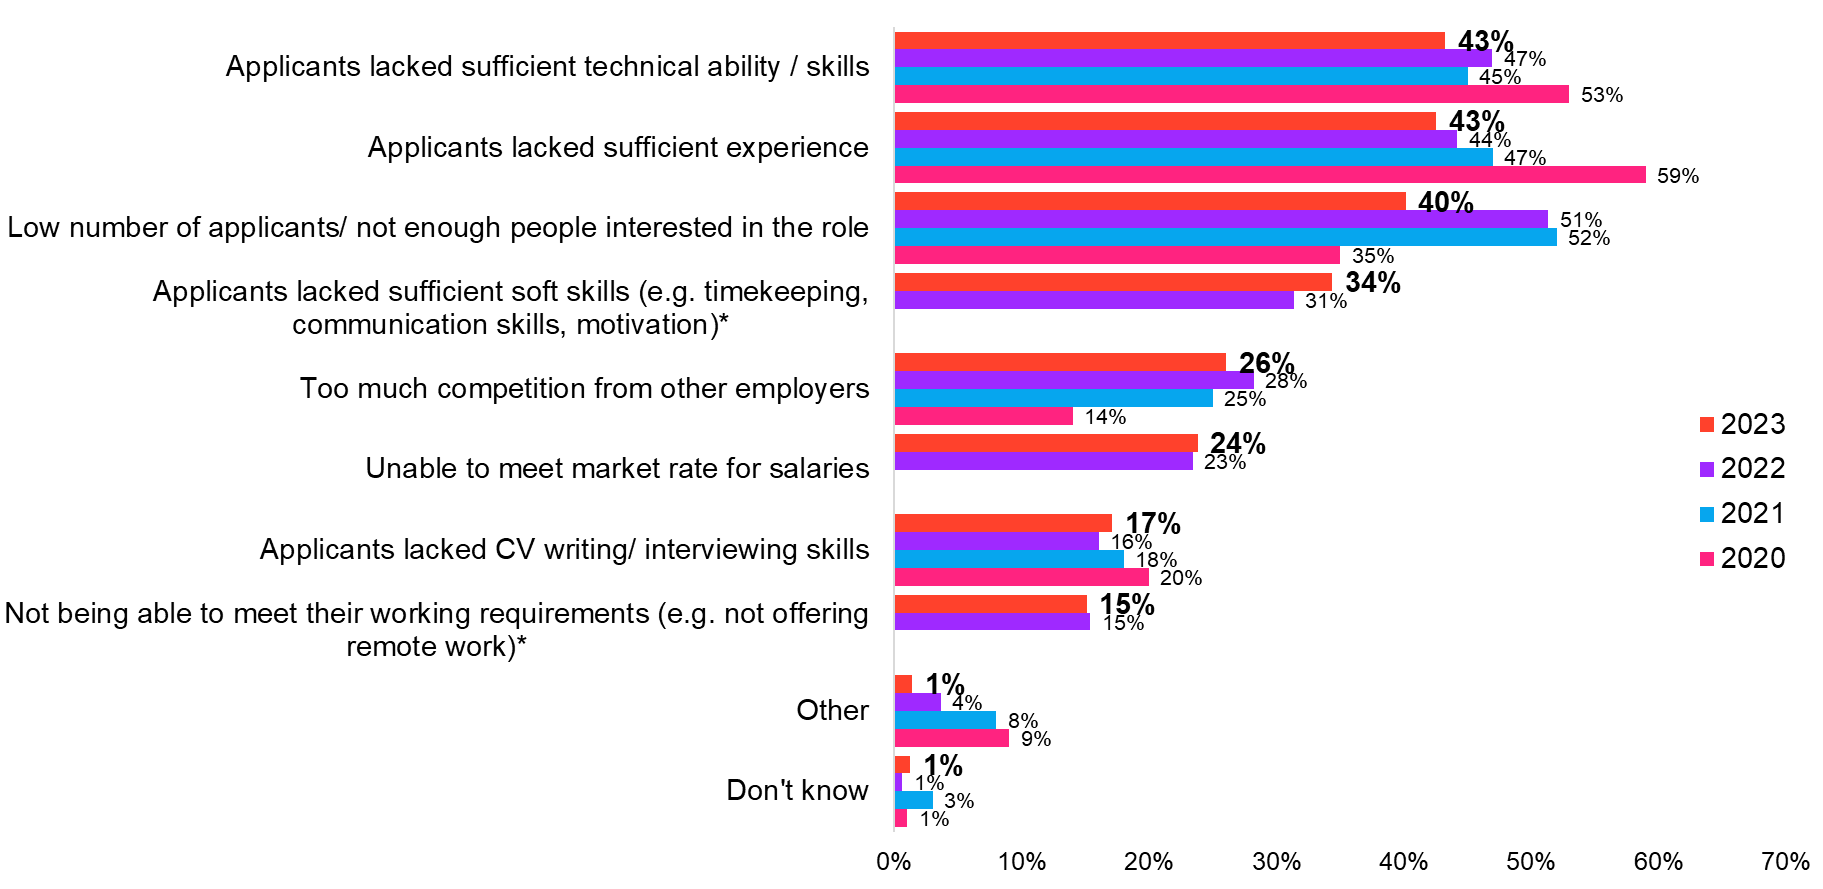 Applicants lacked sufficient technical ability / skills
43%
47%
45%
53%
Applicants lacked sufficient experience
43%
44%
47%
59%
Low number of applicants/ not enough people interested in the role
40%
51%
52%
35%
Applicants lacked sufficient soft skills (e.g. timekeeping,
communication skills, motivation)*
34%
31%
Too much competition from other employers
26%
28%
25%
14%
Unable to meet market rate for salaries
24%
23%
Applicants lacked CV writing/ interviewing skills
17%
16%
18%
20%
Not being able to meet their working requirements (e.g. not offering
remote work)*
15%
15%
Other
1%
4%
8%
9%
Don't know
1%
1%
3%
1%
0% 10% 20% 30% 40% 50% 60% 70%
2023
2022
2021
2020